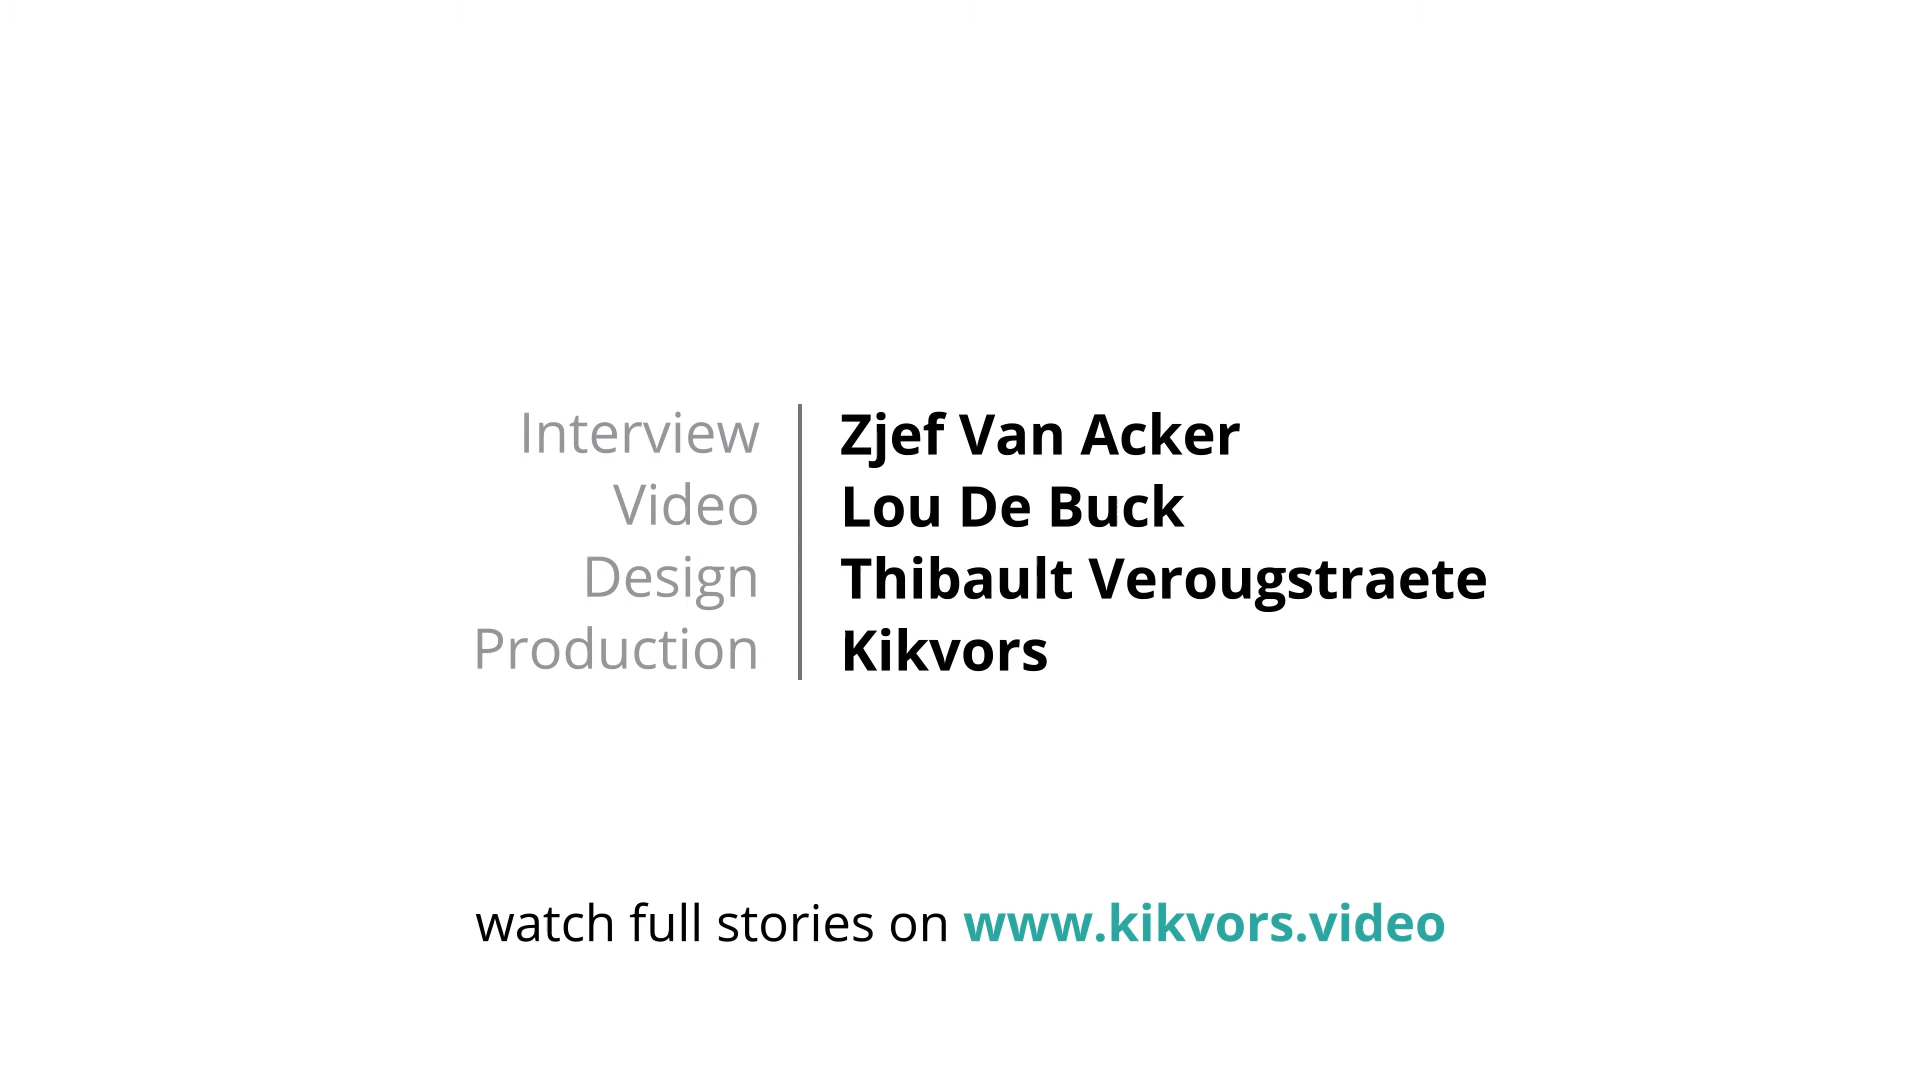 Interview Zjef Van Acker
Video Lou De Buck
Design Thibault Verougstraete
Production Kikvors
watch full stories on www.kikvors.video